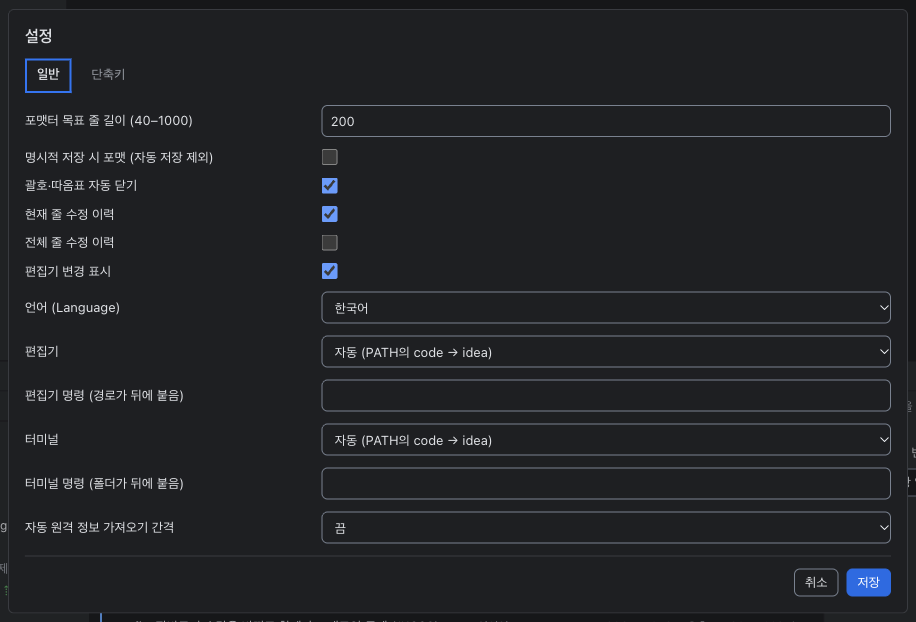 설정
일반 단축키
포맷터 목표 줄 길이 (40–1000) 200
명시적 저장 시 포맷 (자동 저장 제외)
괄호·따옴표 자동 닫기
현재 줄 수정 이력
전체 줄 수정 이력
편집기 변경 표시
언어 (Language) 한국어
편집기 자동 (PATH의 code → idea)
편집기 명령 (경로가 뒤에 붙음)
터미널 자동 (PATH의 code → idea)
터미널 명령 (폴더가 뒤에 붙음)
자동 원격 정보 가져오기 간격 끔
취소 저장